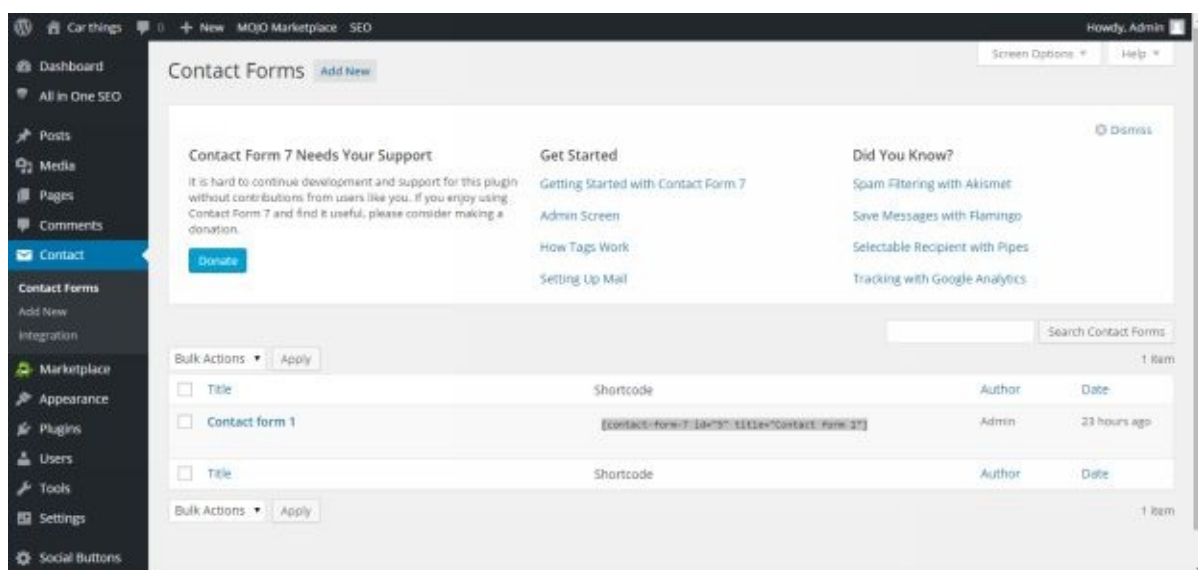 Car things 0 + New MOJO Marketplace SEO Howdy, Admin
Screen Options Help
Dashboard
All in One SEO
Posts
Media
Pages
Comments
Contact
Contact Forms
Add New
Integration
Marketplace
Appearance
Plugins
Users
Tools
Settings
Social Buttons
Contact Forms Add New
Dismiss
Contact Form 7 Needs Your Support
It is hard to continue development and support for this plugin
without contributions from users like you. If you enjoy using
Contact Form 7 and find it useful, please consider making a
donation.
Donate
Get Started
Getting Started with Contact Form 7
Admin Screen
How Tags Work
Setting Up Mail
Did You Know?
Spam Filtering with Akismet
Save Messages with Flamingo
Selectable Recipient with Pipes
Tracking with Google Analytics
Search Contact Forms
Bulk Actions Apply 1 item
Title Shortcode Author Date
Contact form 1 [contact-form-7 id="5" title="Contact form 1"] Admin 23 hours ago
Title Shortcode Author Date
Bulk Actions Apply 1 item